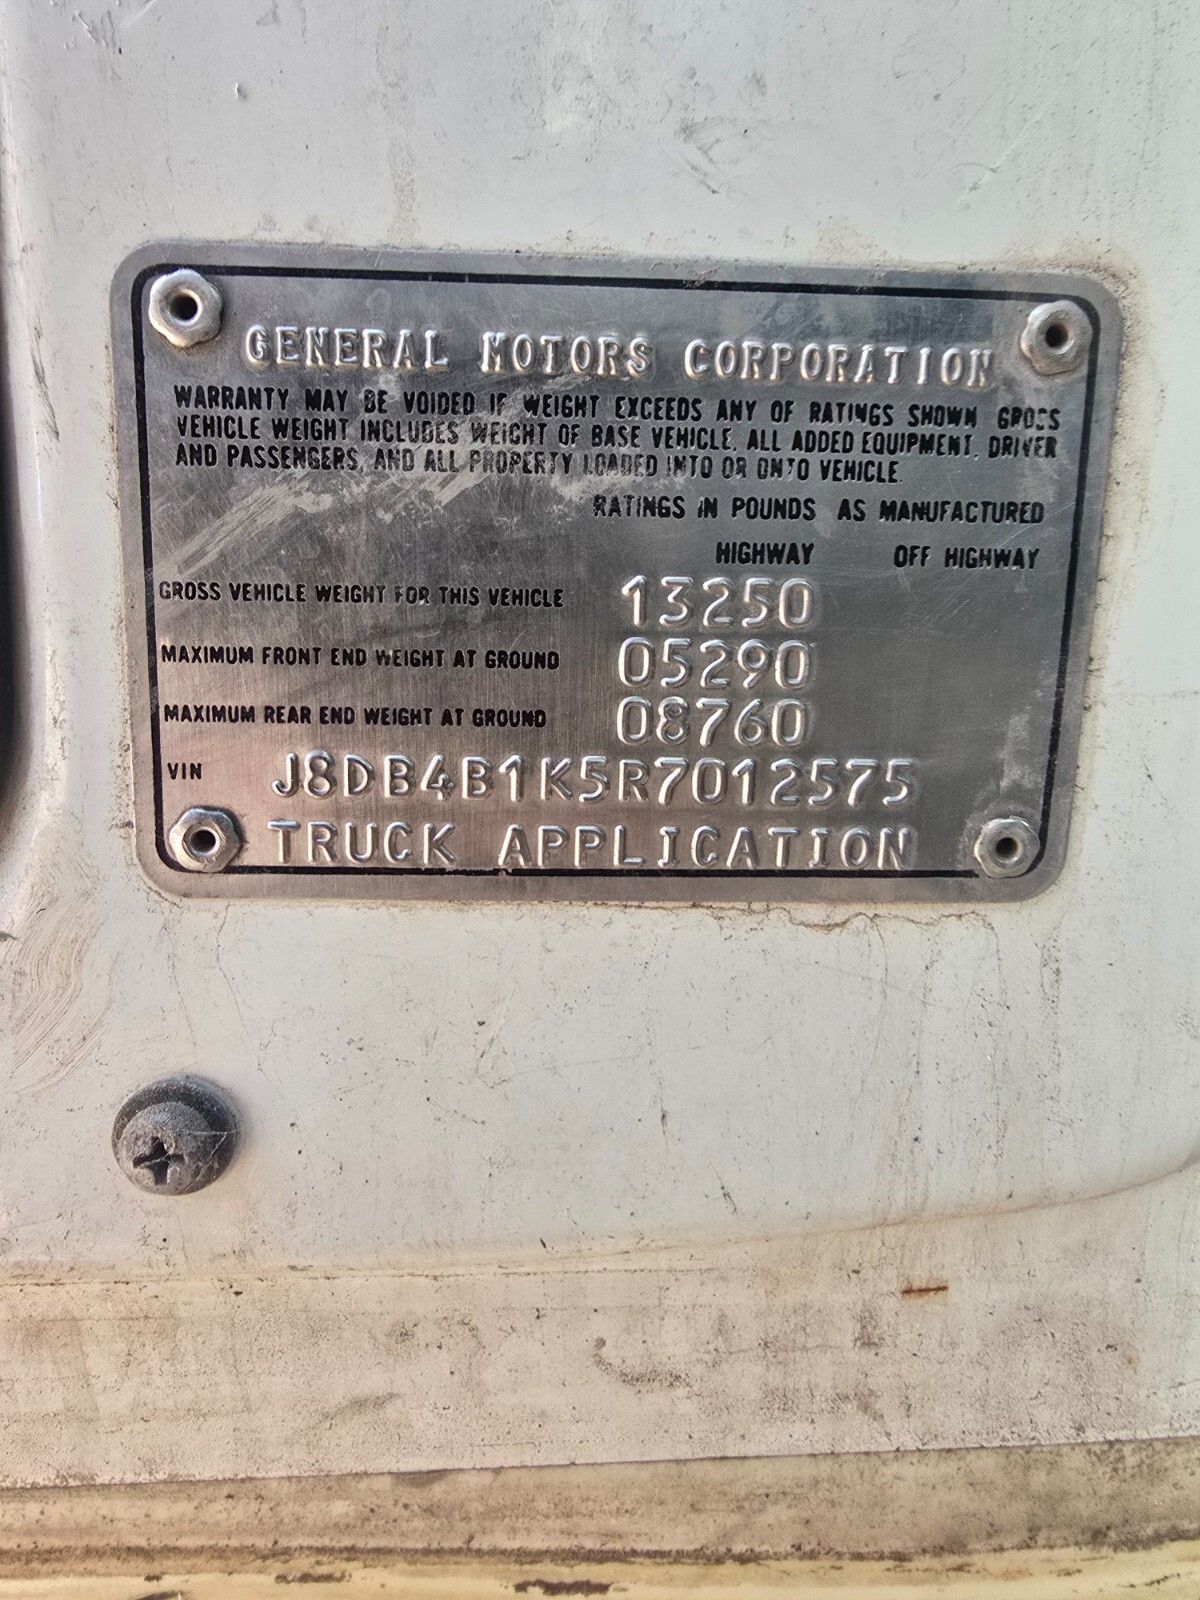 GENERAL MOTORS CORPORATION
WARRANTY MAY BE VOIDED IF WEIGHT EXCEEDS ANY OF RATINGS SHOWN GROSS
VEHICLE WEIGHT INCLUDES WEIGHT OF BASE VEHICLE, ALL ADDED EQUIPMENT, DRIVER
AND PASSENGERS, AND ALL PROPERTY LOADED INTO OR ONTO VEHICLE.
RATINGS IN POUNDS AS MANUFACTURED
HIGHWAY OFF HIGHWAY
GROSS VEHICLE WEIGHT FOR THIS VEHICLE 13250
MAXIMUM FRONT END WEIGHT AT GROUND 05290
MAXIMUM REAR END WEIGHT AT GROUND 08760
VIN J8DB4B1K5R7012575
TRUCK APPLICATION